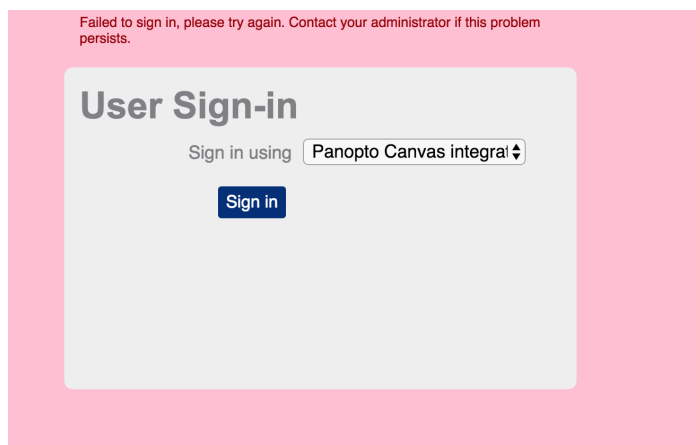 Failed to sign in, please try again. Contact your administrator if this problem
persists.
User Sign-in
Sign in using Panopto Canvas integrat
Sign in